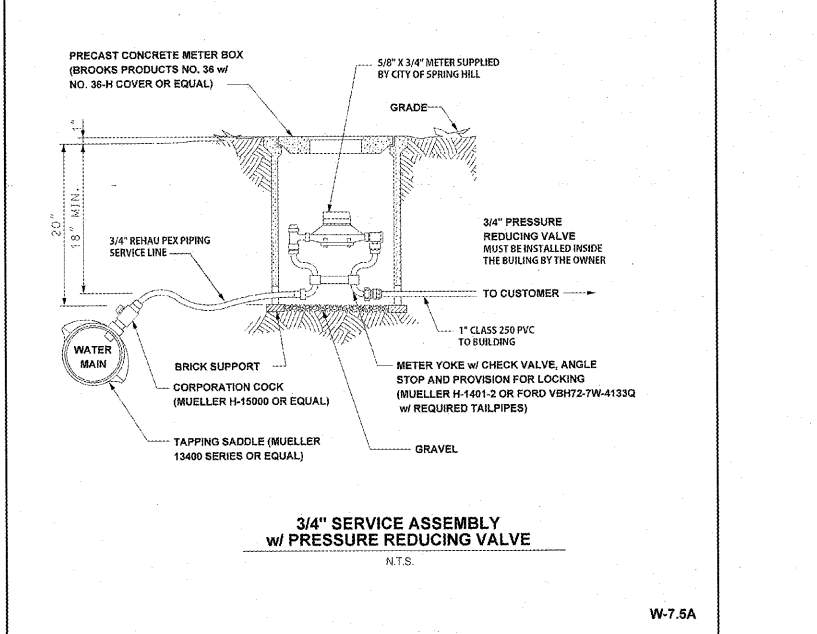 PRECAST CONCRETE METER BOX
(BROOKS PRODUCTS NO. 36 w/
NO. 36-H COVER OR EQUAL)
5/8" X 3/4" METER SUPPLIED
BY CITY OF SPRING HILL
GRADE
1"
20"
18" MIN.
3/4" REHAU PEX PIPING
SERVICE LINE
3/4" PRESSURE
REDUCING VALVE
MUST BE INSTALLED INSIDE
THE BUILING BY THE OWNER
TO CUSTOMER
1" CLASS 250 PVC
TO BUILDING
WATER
MAIN
BRICK SUPPORT
CORPORATION COCK
(MUELLER H-15000 OR EQUAL)
METER YOKE w/ CHECK VALVE, ANGLE
STOP AND PROVISION FOR LOCKING
(MUELLER H-1401-2 OR FORD VBH72-7W-4133Q
w/ REQUIRED TAILPIPES)
TAPPING SADDLE (MUELLER
13400 SERIES OR EQUAL)
GRAVEL
3/4" SERVICE ASSEMBLY
w/ PRESSURE REDUCING VALVE
N.T.S.
W-7.5A